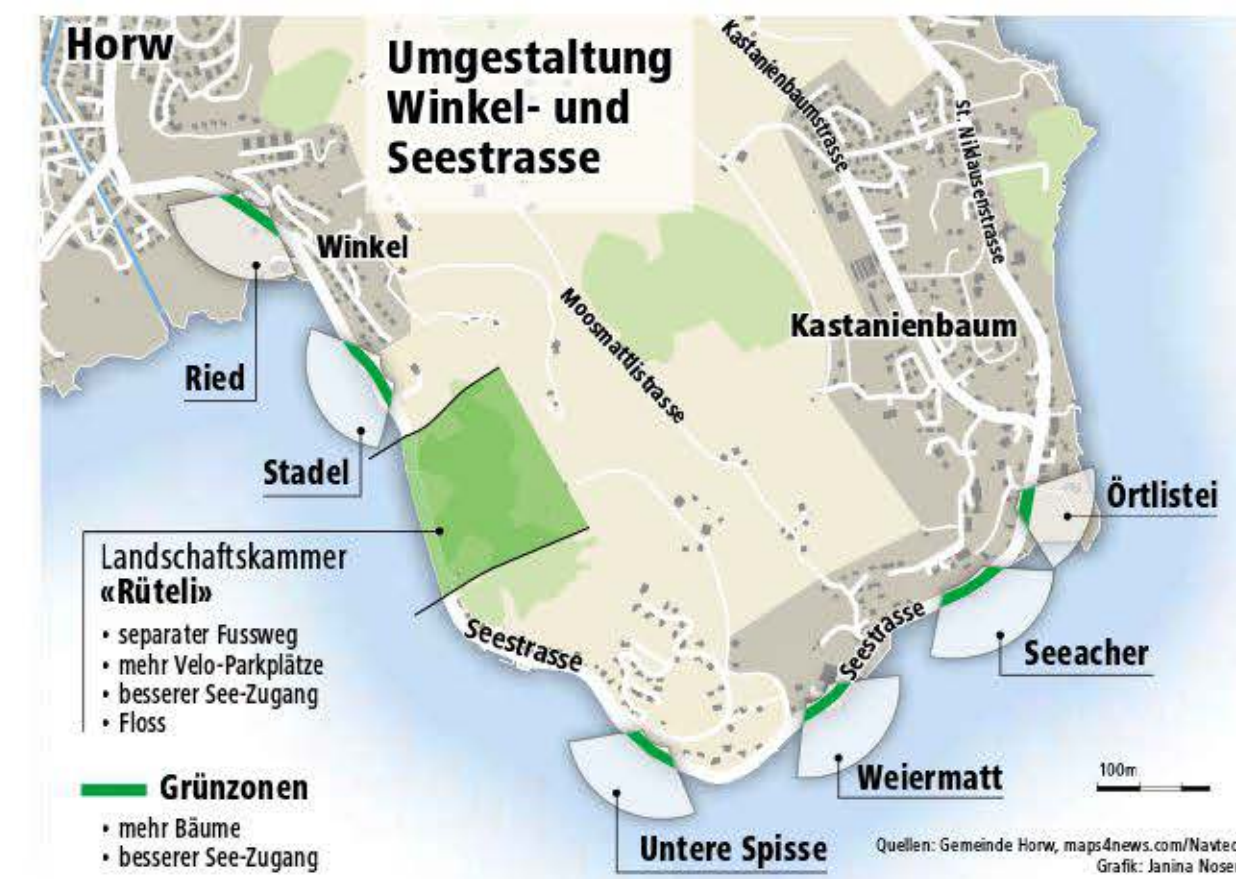 Horw
Umgestaltung
Winkel- und
Seestrasse
Kastanienbaumstrasse
St. Niklausenstrasse
Winkel
Moosmattlistrasse
Kastanienbaum
Ried
Stadel
Örtlistei
Landschaftskammer
«Rüteli»
• separater Fussweg
• mehr Velo-Parkplätze
• besserer See-Zugang
• Floss
Seestrasse
Seestrasse
Seeacher
Weiermatt
100m
Grünzonen
• mehr Bäume
• besserer See-Zugang
Untere Spisse
Quellen: Gemeinde Horw, maps4news.com/Navteq
Grafik: Janina Noser